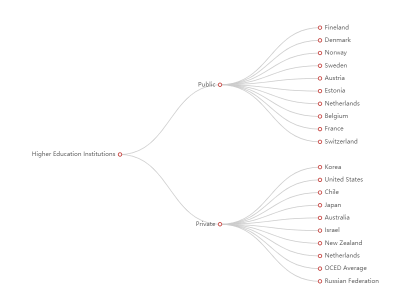 Fineland
Denmark
Norway
Sweden
Public
Austria
Estonia
Netherlands
Belgium
France
Switzerland
Higher Education Institutions
Korea
United States
Chile
Japan
Australia
Private
Israel
New Zealand
Netherlands
OCED Average
Russian Federation